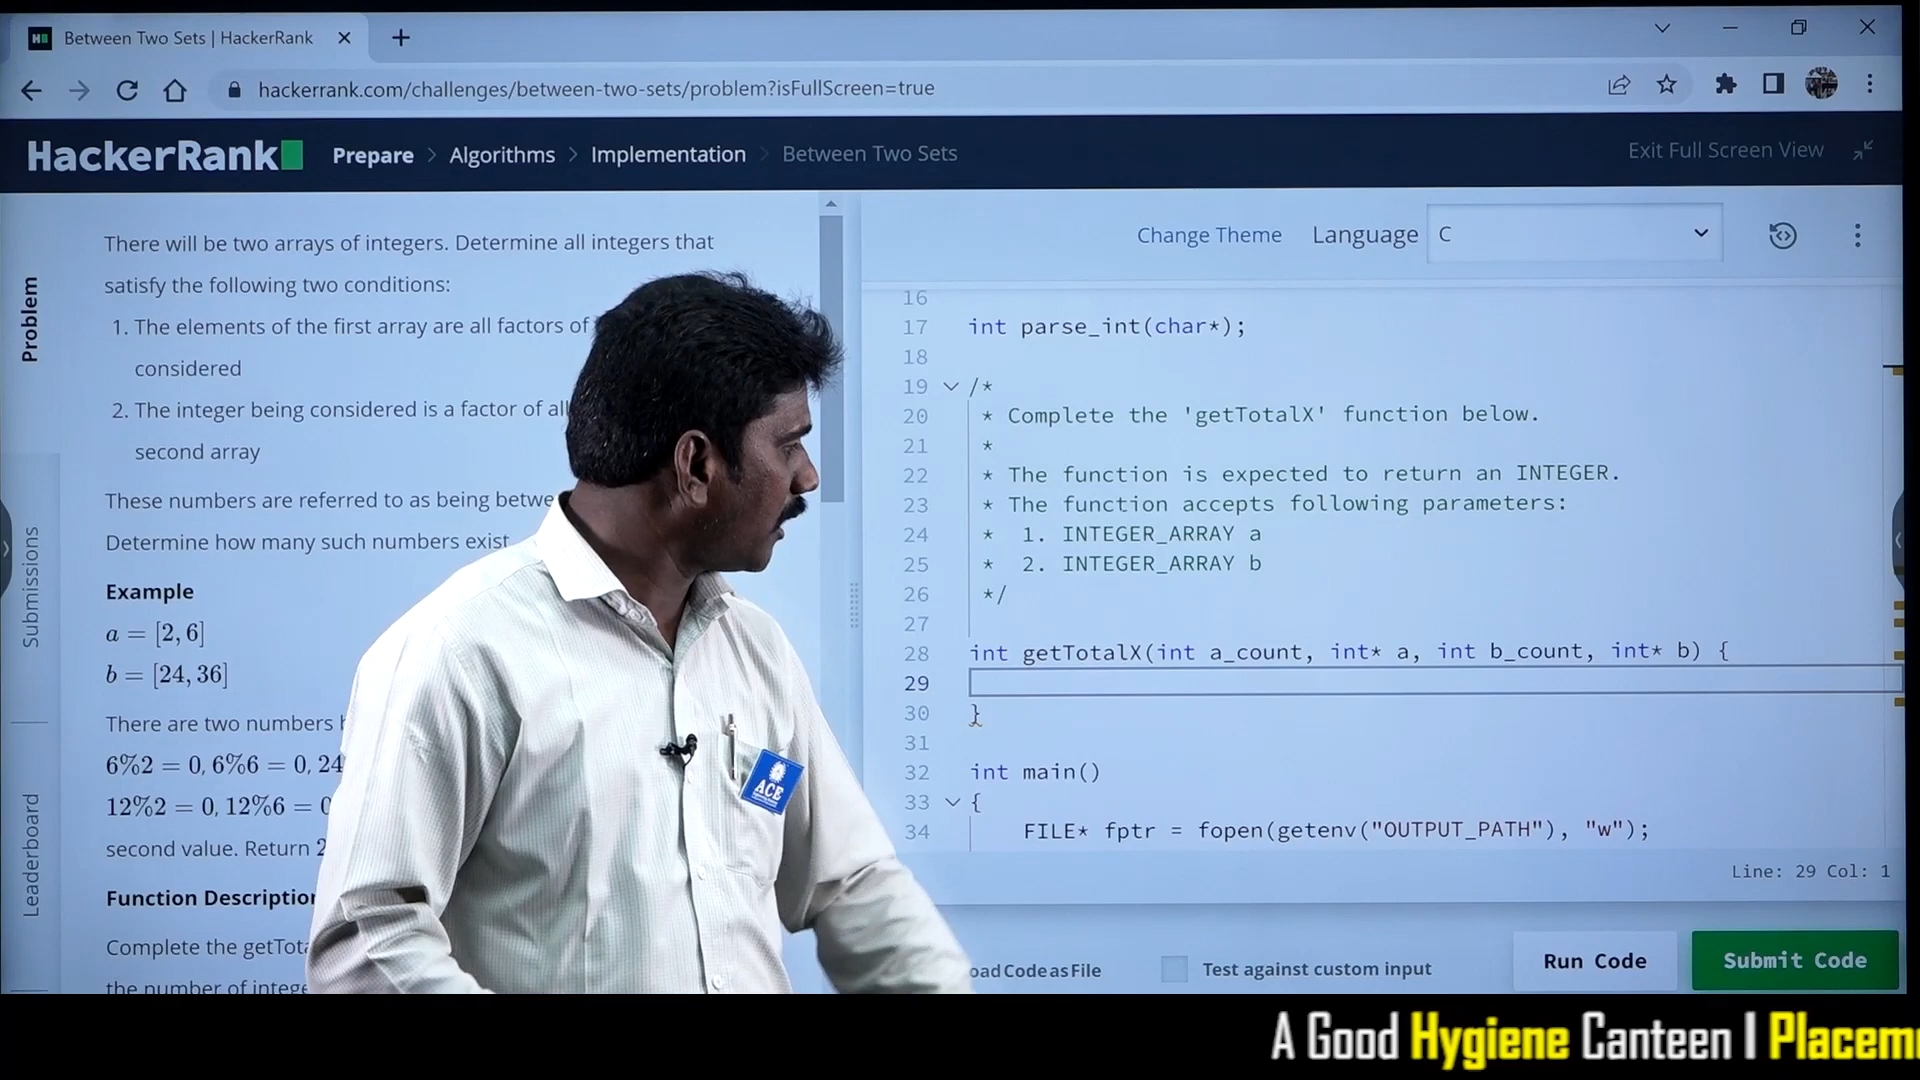 Between Two Sets | HackerRank
hackerrank.com/challenges/between-two-sets/problem?isFullScreen=true
HackerRank
Prepare > Algorithms > Implementation > Between Two Sets
Exit Full Screen View
Problem
Submissions
Leaderboard
There will be two arrays of integers. Determine all integers that
satisfy the following two conditions:
1. The elements of the first array are all factors of
considered
2. The integer being considered is a factor of all
second array
These numbers are referred to as being
Determine how many such numbers exist
Example
a = [2, 6]
b = [24, 36]
There are two numbers
6%2 = 0, 6%6 = 0, 24
12%2 = 0, 12%6 =
second value. Return 2
Function
Complete the
the number of
Change Theme
Language
C
16
17 int parse_int(char*);
18
19 /*
20 * Complete the 'getTotalX' function below.
21 *
22 * The function is expected to return an INTEGER.
23 * The function accepts following parameters:
24 * 1. INTEGER_ARRAY a
25 * 2. INTEGER_ARRAY b
26 */
27
28 int getTotalX(int a_count, int* a, int b_count, int* b) {
29
30 }
31
32 int main()
33 {
34 FILE* fptr = fopen(getenv("OUTPUT_PATH"), "w");
Line: 29 Col: 1
Code as File
Test against custom input
Run Code
Submit Code
ACE
A Good Hygiene Canteen I Placem